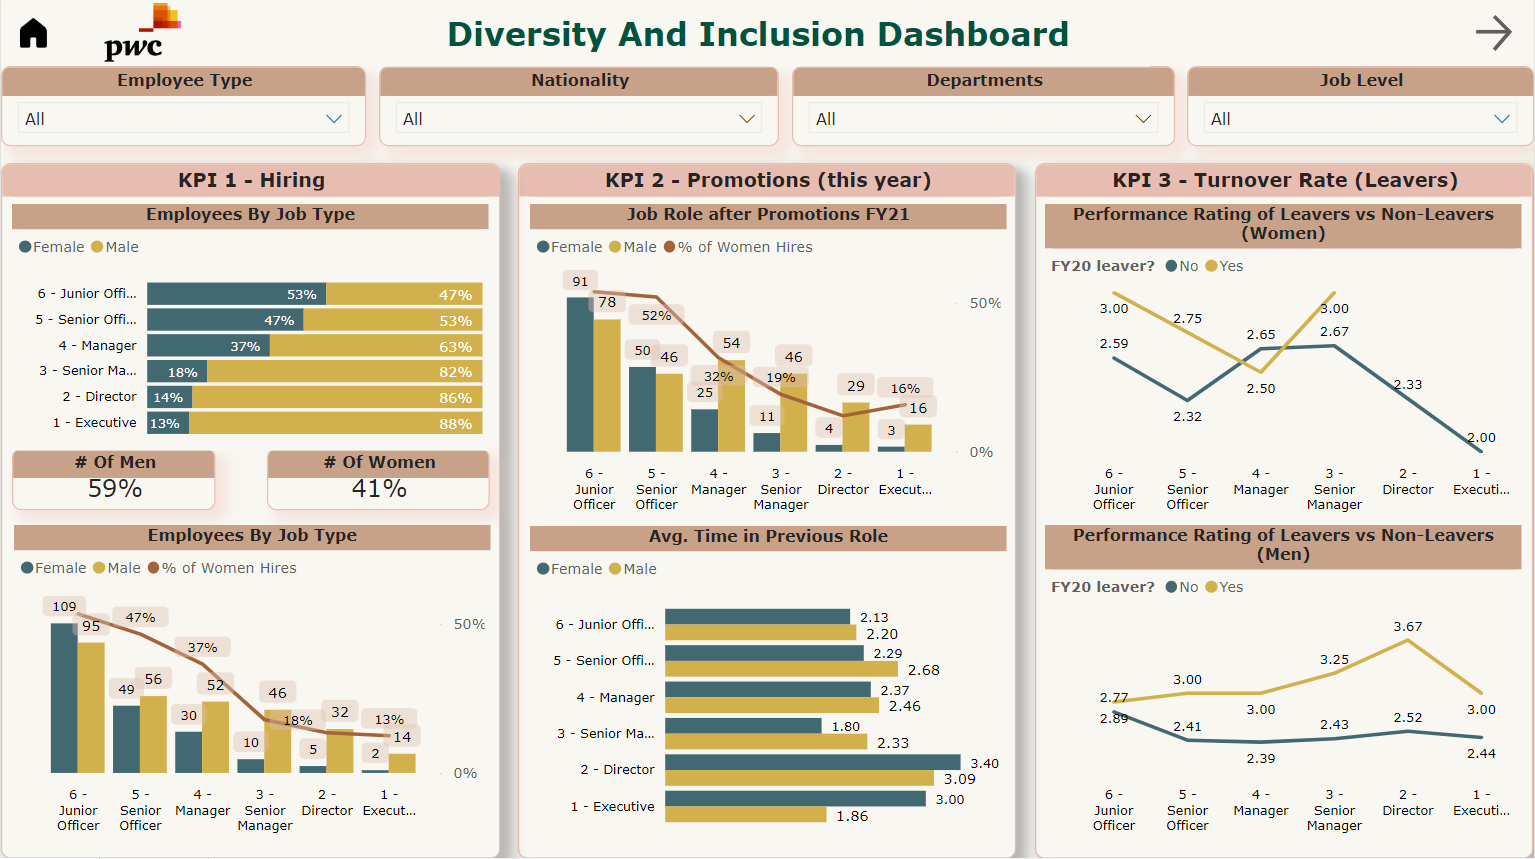 pwc
Diversity And Inclusion Dashboard
Employee Type
All
Nationality
All
Departments
All
Job Level
All
KPI 1 - Hiring
Employees By Job Type
Female Male
6 - Junior Offi... 53% 47%
5 - Senior Offi... 47% 53%
4 - Manager 37% 63%
3 - Senior Ma... 18% 82%
2 - Director 14% 86%
1 - Executive 13% 88%
# Of Men
59%
# Of Women
41%
Employees By Job Type
Female Male % of Women Hires
109
95
47%
49
56
37%
30
52
46
10
18%
32
5
13%
14
2
50%
0%
6 -
Junior
Officer
5 -
Senior
Officer
4 -
Manager
3 -
Senior
Manager
2 -
Director
1 -
Execut...
KPI 2 - Promotions (this year)
Job Role after Promotions FY21
Female Male % of Women Hires
91
78
52%
50
46
54
32%
25
46
19%
11
29
4
16%
16
3
50%
0%
6 -
Junior
Officer
5 -
Senior
Officer
4 -
Manager
3 -
Senior
Manager
2 -
Director
1 -
Execut...
Avg. Time in Previous Role
Female Male
6 - Junior Offi...
2.13
2.20
5 - Senior Offi...
2.29
2.68
4 - Manager
2.37
2.46
3 - Senior Ma...
1.80
2.33
2 - Director
3.40
3.09
1 - Executive
3.00
1.86
KPI 3 - Turnover Rate (Leavers)
Performance Rating of Leavers vs Non-Leavers
(Women)
FY20 leaver? No Yes
3.00
2.75
2.59
2.32
2.65
2.50
3.00
2.67
2.33
2.00
6 -
Junior
Officer
5 -
Senior
Officer
4 -
Manager
3 -
Senior
Manager
2 -
Director
1 -
Executi...
Performance Rating of Leavers vs Non-Leavers
(Men)
FY20 leaver? No Yes
2.77
2.89
3.00
2.41
3.00
2.39
3.25
2.43
3.67
2.52
3.00
2.44
6 -
Junior
Officer
5 -
Senior
Officer
4 -
Manager
3 -
Senior
Manager
2 -
Director
1 -
Executi...